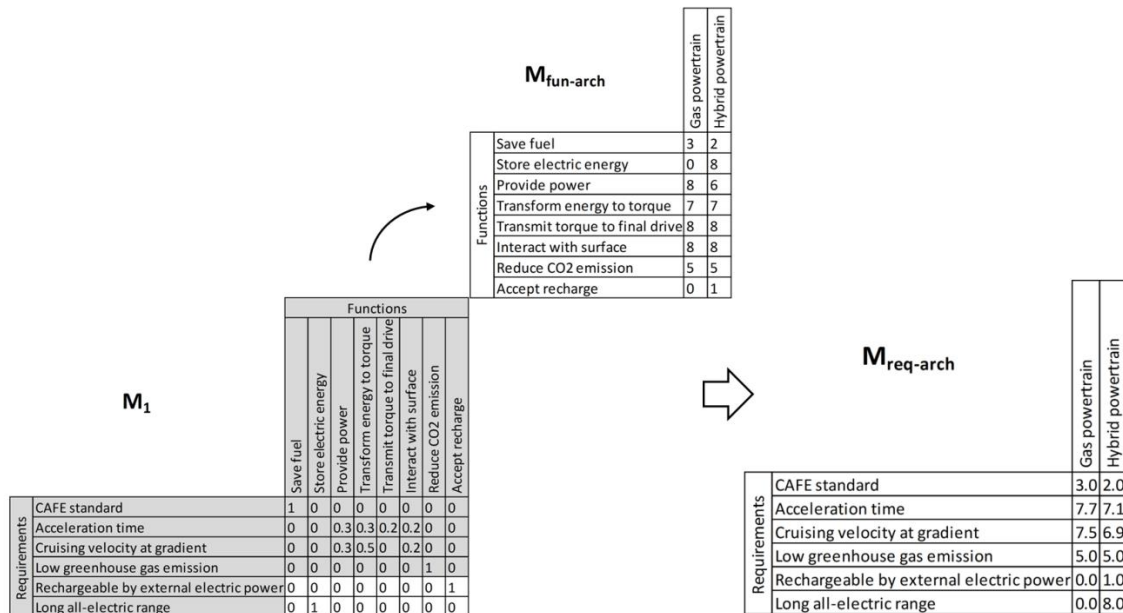 M fun-arch
Gas powertrain
Hybrid powertrain
Functions
Save fuel 3 2
Store electric energy 0 8
Provide power 8 6
Transform energy to torque 7 7
Transmit torque to final drive 8 8
Interact with surface 8 8
Reduce CO2 emission 5 5
Accept recharge 0 1
M1
Functions
Save fuel
Store electric energy
Provide power
Transform energy to torque
Transmit torque to final drive
Interact with surface
Reduce CO2 emission
Accept recharge
Requirements
CAFE standard 1 0 0 0 0 0 0 0
Acceleration time 0 0 0.3 0.3 0.2 0.2 0 0
Cruising velocity at gradient 0 0 0.3 0.5 0 0.2 0 0
Low greenhouse gas emission 0 0 0 0 0 0 1 0
Rechargeable by external electric power 0 0 0 0 0 0 0 1
Long all-electric range 0 1 0 0 0 0 0 0
M req-arch
Gas powertrain
Hybrid powertrain
Requirements
CAFE standard 3.0 2.0
Acceleration time 7.7 7.1
Cruising velocity at gradient 7.5 6.9
Low greenhouse gas emission 5.0 5.0
Rechargeable by external electric power 0.0 1.0
Long all-electric range 0.0 8.0